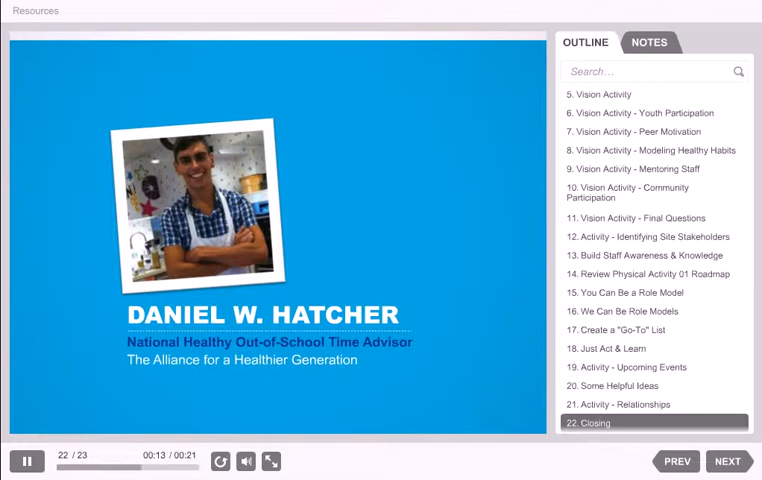 Resources
DANIEL W. HATCHER
National Healthy Out-of-School Time Advisor
The Alliance for a Healthier Generation
OUTLINE
NOTES
Search...
5. Vision Activity
6. Vision Activity - Youth Participation
7. Vision Activity - Peer Motivation
8. Vision Activity - Modeling Healthy Habits
9. Vision Activity - Mentoring Staff
10. Vision Activity - Community
Participation
11. Vision Activity - Final Questions
12. Activity - Identifying Site Stakeholders
13. Build Staff Awareness & Knowledge
14. Review Physical Activity 01 Roadmap
15. You Can Be a Role Model
16. We Can Be Role Models
17. Create a "Go-To" List
18. Just Act & Learn
19. Activity - Upcoming Events
20. Some Helpful Ideas
21. Activity - Relationships
22. Closing
22 / 23
00:13 / 00:21
PREV
NEXT